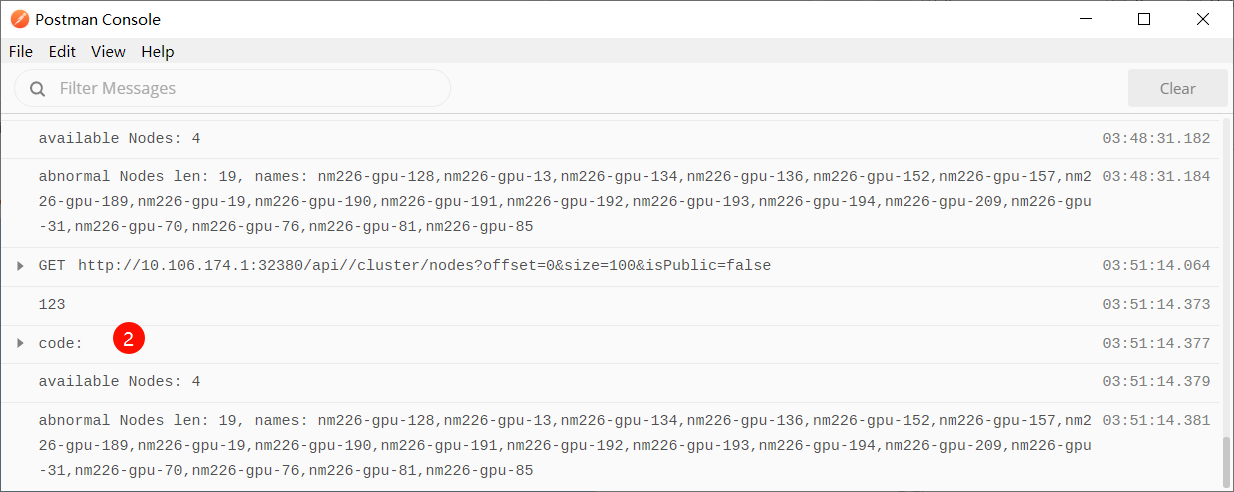 Postman Console
File Edit View Help
Filter Messages
Clear
available Nodes: 4 03:48:31.182
abnormal Nodes len: 19, names: nm226-gpu-128,nm226-gpu-13,nm226-gpu-134,nm226-gpu-136,nm226-gpu-152,nm226-gpu-157,nm2 03:48:31.184
26-gpu-189,nm226-gpu-19,nm226-gpu-190,nm226-gpu-191,nm226-gpu-192,nm226-gpu-193,nm226-gpu-194,nm226-gpu-209,nm226-gpu
-31,nm226-gpu-70,nm226-gpu-76,nm226-gpu-81,nm226-gpu-85
GET http://10.106.174.1:32380/api//cluster/nodes?offset=0&size=100&isPublic=false 03:51:14.064
123 03:51:14.373
code: 2 03:51:14.377
available Nodes: 4 03:51:14.379
abnormal Nodes len: 19, names: nm226-gpu-128,nm226-gpu-13,nm226-gpu-134,nm226-gpu-136,nm226-gpu-152,nm226-gpu-157,nm2 03:51:14.381
26-gpu-189,nm226-gpu-19,nm226-gpu-190,nm226-gpu-191,nm226-gpu-192,nm226-gpu-193,nm226-gpu-194,nm226-gpu-209,nm226-gpu
-31,nm226-gpu-70,nm226-gpu-76,nm226-gpu-81,nm226-gpu-85